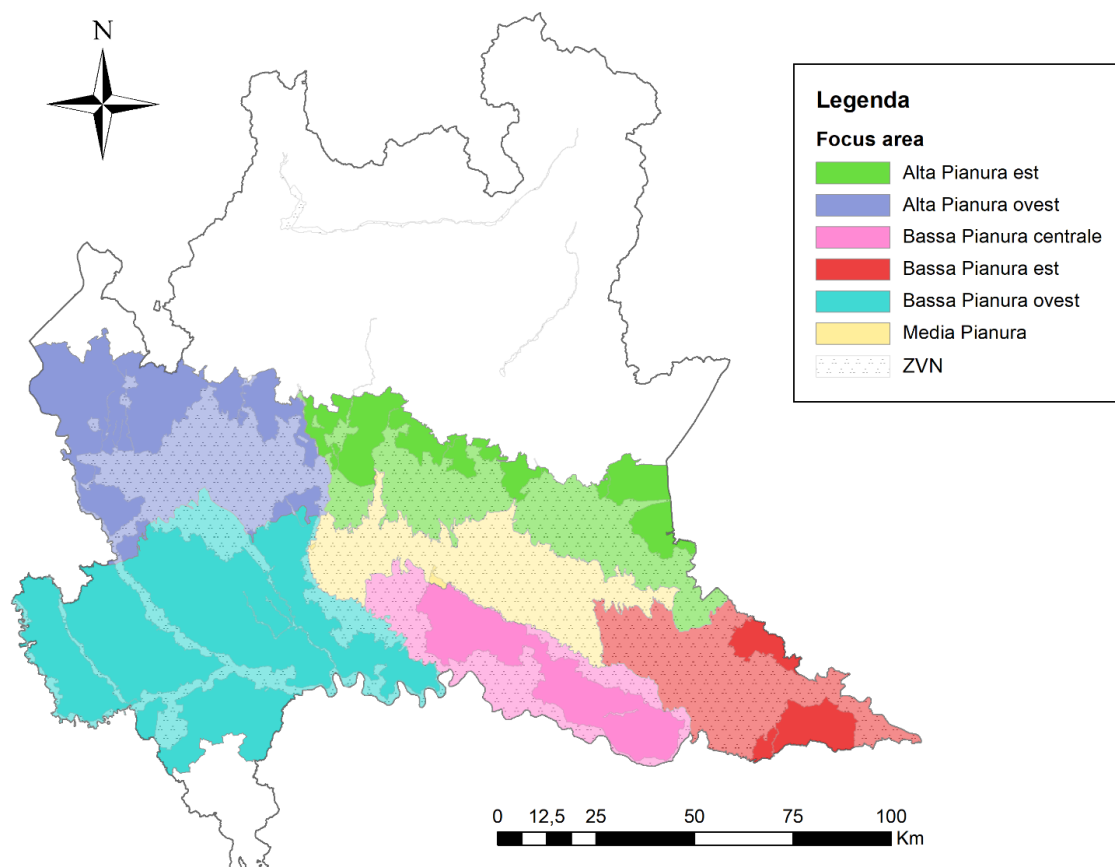 N
Legenda
Focus area
Alta Pianura est
Alta Pianura ovest
Bassa Pianura centrale
Bassa Pianura est
Bassa Pianura ovest
Media Pianura
ZVN
0 12,5 25 50 75 100
Km